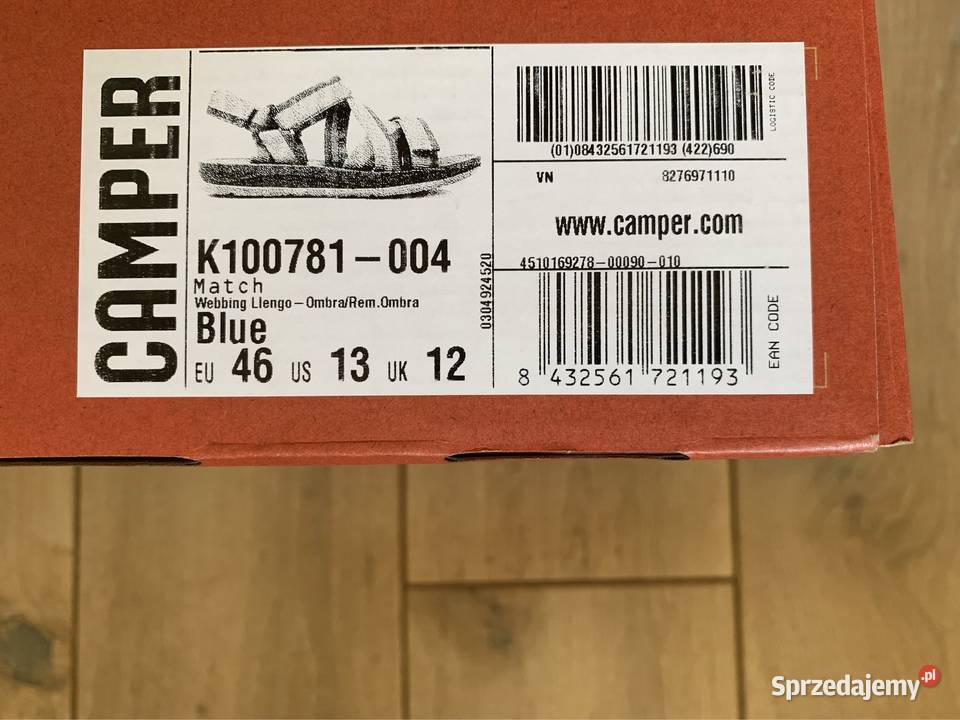 CAMPER
K100781-004
Match
Webbing Llengo-Ombra/Rem.Ombra
Blue
EU 46 US 13 UK 12
0304924520
LOGISTIC CODE
(01)08432561721193 (422)690
VN 8276971110
www.camper.com
4510169278-00090-010
EAN CODE
8 432561 721193
Sprzedajemy.pl